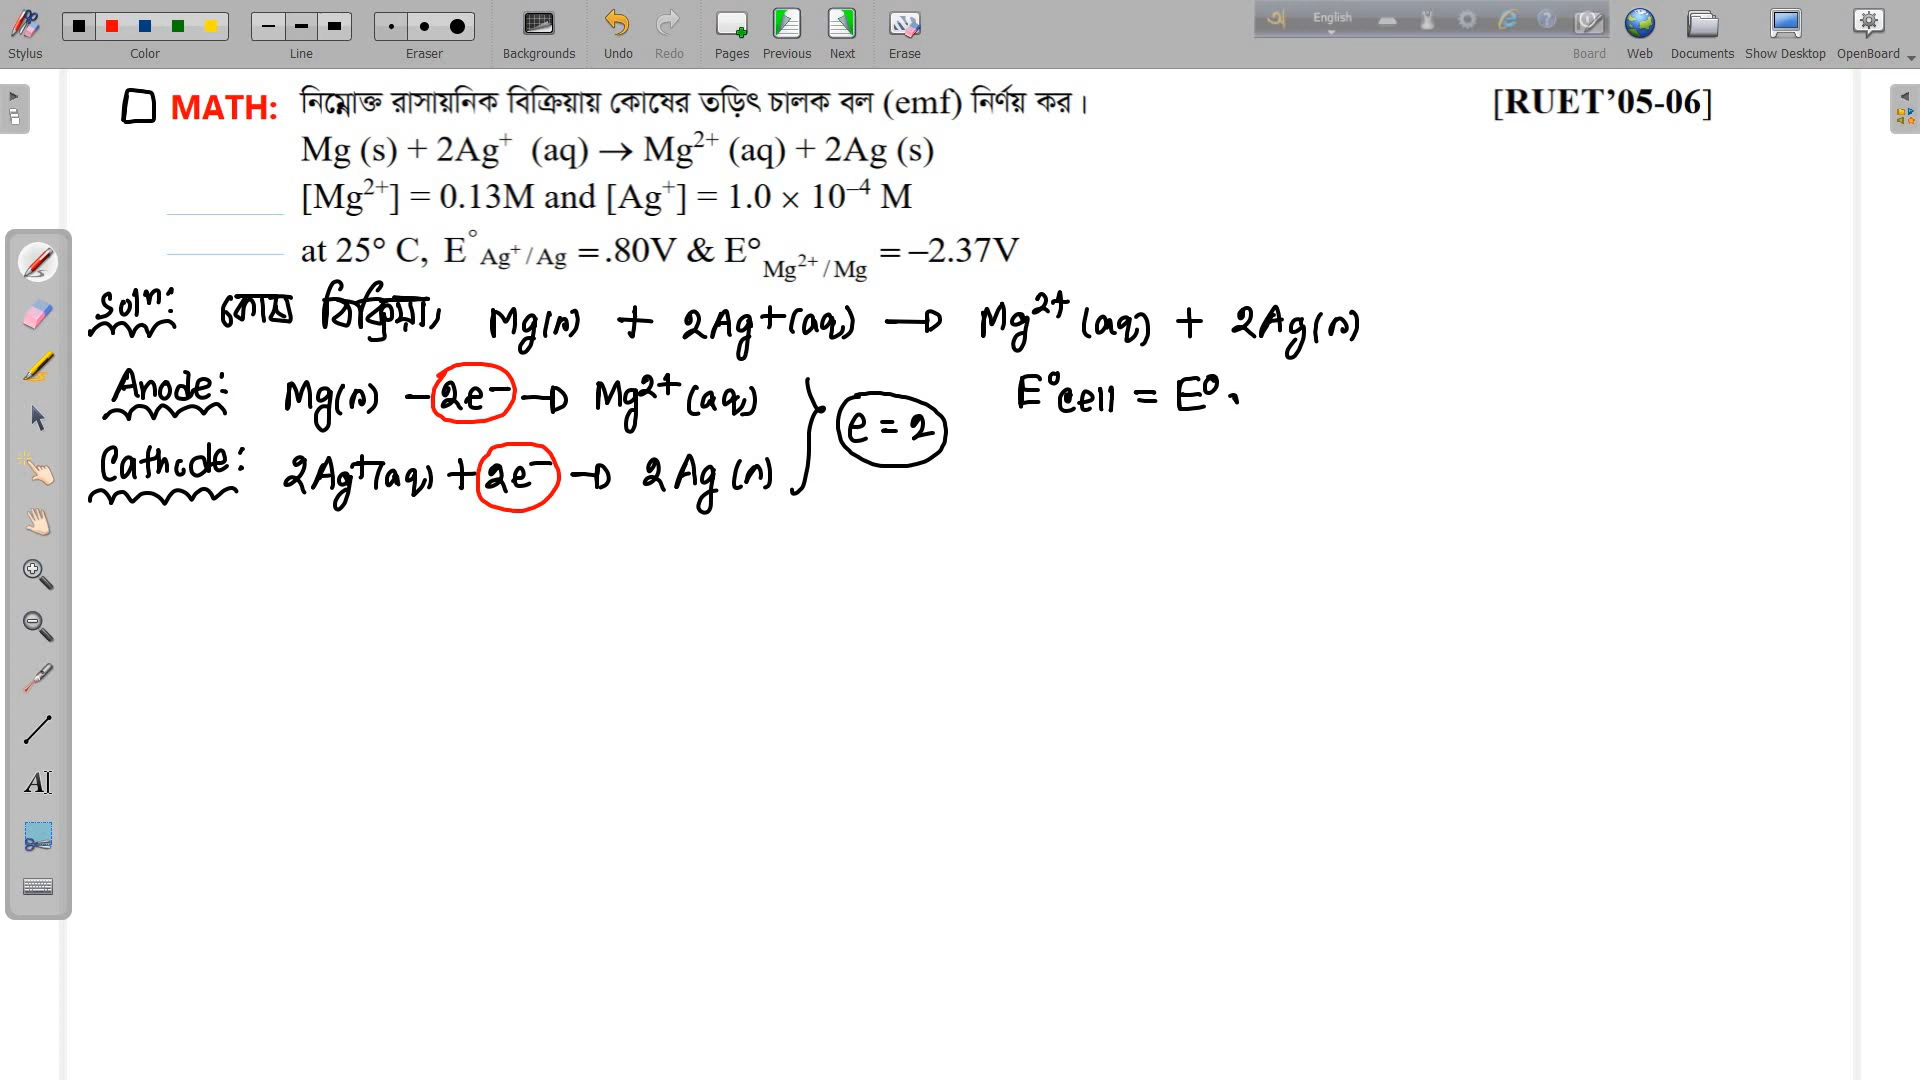 Stylus Color Line Eraser Backgrounds Undo Redo Pages Previous Next Erase English Board Web Documents Show Desktop OpenBoard
MATH: নিম্নোক্ত রাসায়নিক বিক্রিয়ায় কোষের তড়িৎ চালক বল (emf) নির্ণয় কর। [RUET’05-06]
Mg (s) + 2Ag⁺ (aq) → Mg²⁺ (aq) + 2Ag (s)
[Mg²⁺] = 0.13M and [Ag⁺] = 1.0 × 10⁻⁴ M
at 25° C, E° Ag⁺/Ag = .80V & E° Mg²⁺/Mg = –2.37V
Soln: কোষ বিক্রিয়া, Mg(s) + 2Ag+(aq) → Mg²⁺(aq) + 2Ag(s)
Anode: Mg(s) – 2e⁻ → Mg²⁺(aq) E°cell = E°
Cathode: 2Ag⁺(aq) + 2e⁻ → 2Ag(s) e = 2